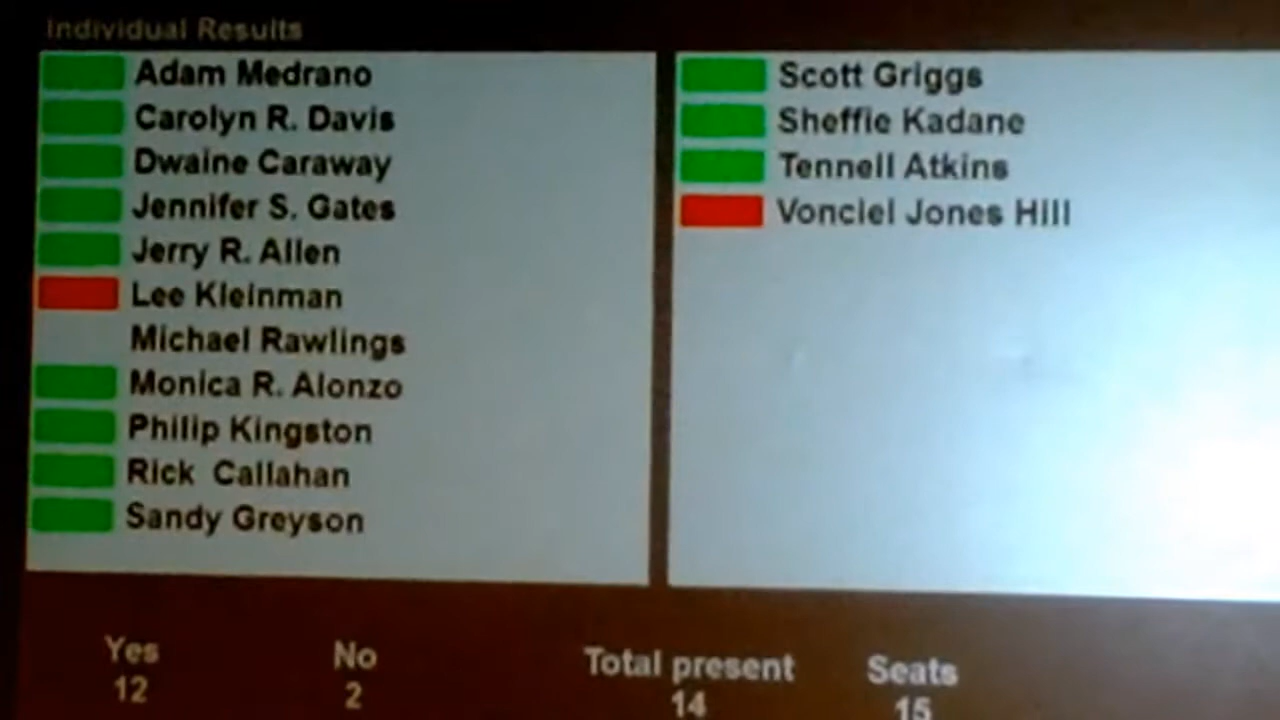 Individual Results
Adam Medrano
Carolyn R. Davis
Dwaine Caraway
Jennifer S. Gates
Jerry R. Allen
Lee Kleinman
Michael Rawlings
Monica R. Alonzo
Philip Kingston
Rick Callahan
Sandy Greyson
Scott Griggs
Sheffie Kadane
Tennell Atkins
Vonciel Jones Hill
Yes No Total present Seats
12 2 14 15